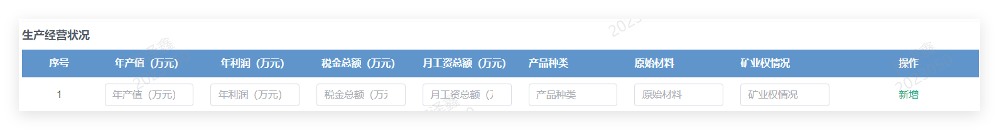 生产经营状况
序号 年产值（万元） 年利润（万元） 税金总额（万元） 月工资总额（万元） 产品种类 原始材料 矿业权情况 操作
1 年产值（万元） 年利润（万元） 税金总额（万 月工资总额（ 产品种类 原始材料 矿业权情况 新增